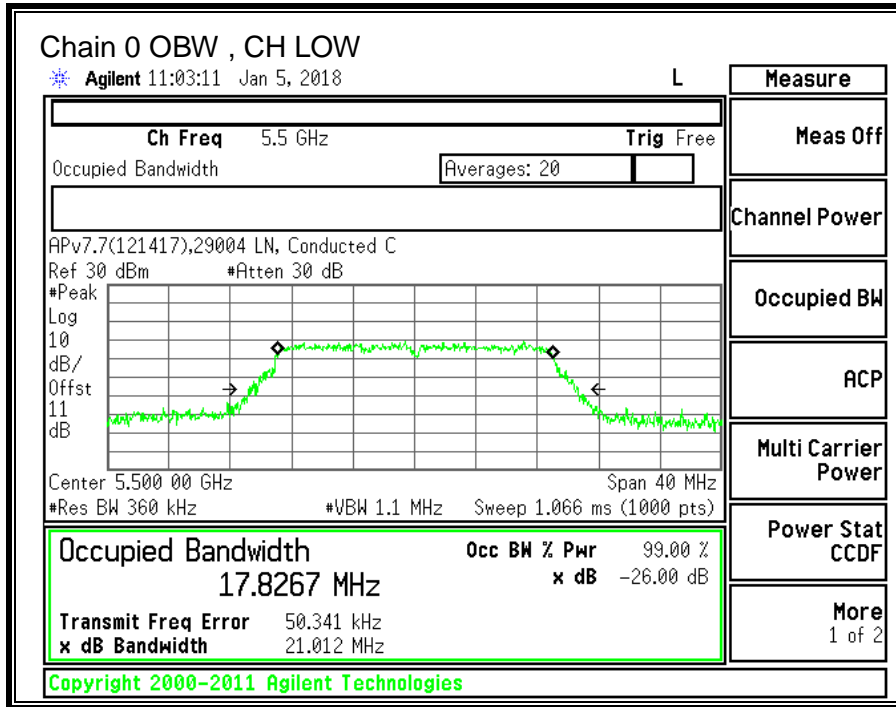 Chain 0 OBW , CH LOW
Agilent 11:03:11 Jan 5, 2018 L
Measure
Ch Freq 5.5 GHz Trig Free
Meas Off
Occupied Bandwidth Averages: 20
Channel Power
APv7.7(121417),29004 LN, Conducted C
Ref 30 dBm #Atten 30 dB
#Peak
Log
10
dB/
Offst
11
dB
Occupied BW
ACP
Multi Carrier
Power
Center 5.500 00 GHz Span 40 MHz
#Res BW 360 kHz #VBW 1.1 MHz Sweep 1.066 ms (1000 pts)
Power Stat
CCDF
Occupied Bandwidth Occ BW % Pwr 99.00 %
17.8267 MHz x dB -26.00 dB
Transmit Freq Error 50.341 kHz
x dB Bandwidth 21.012 MHz
More
1 of 2
Copyright 2000-2011 Agilent Technologies